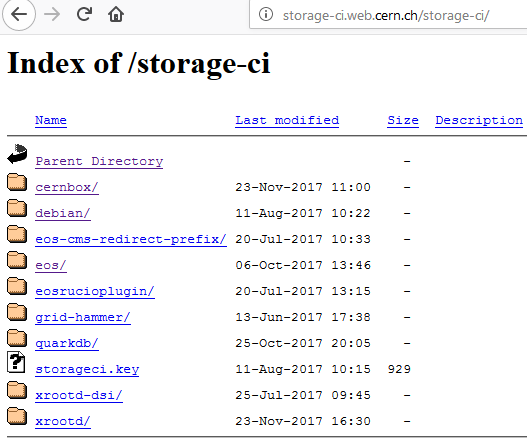 storage-ci.web.cern.ch/storage-ci/
Index of /storage-ci
Name Last modified Size Description
Parent Directory -
cernbox/ 23-Nov-2017 11:00 -
debian/ 11-Aug-2017 10:22 -
eos-cms-redirect-prefix/ 20-Jul-2017 10:33 -
eos/ 06-Oct-2017 13:46 -
eosrucioplugin/ 20-Jul-2017 13:15 -
grid-hammer/ 13-Jun-2017 17:38 -
quarkdb/ 25-Oct-2017 20:05 -
storageci.key 11-Aug-2017 10:15 929
xrootd-dsi/ 25-Jul-2017 09:45 -
xrootd/ 23-Nov-2017 16:30 -